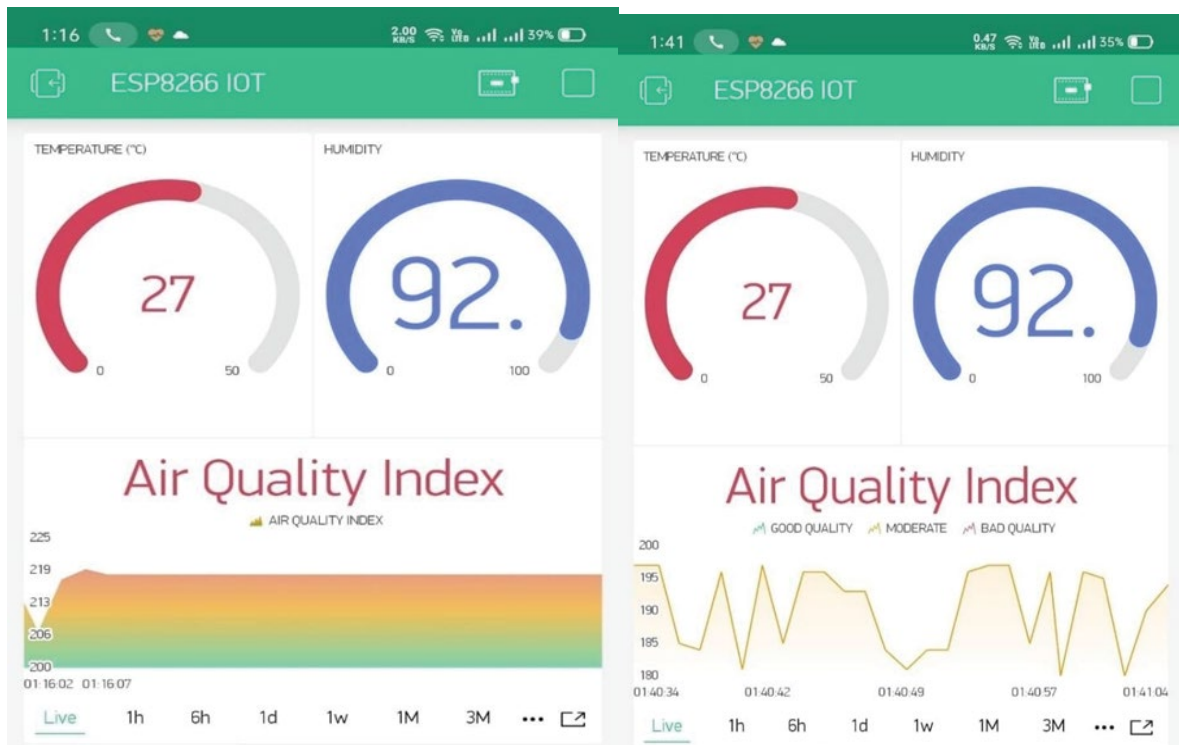 1:16
2.00 KB/S
39%
ESP8266 IOT
TEMPERATURE (°C)
HUMIDITY
27
92.
0
50
0
100
Air Quality Index
AIR QUALITY INDEX
225
219
213
206
200
01:16:02 01:16:07
Live 1h 6h 1d 1w 1M 3M •••
1:41
0.47 KB/S
35%
ESP8266 IOT
TEMPERATURE (°C)
HUMIDITY
27
92.
0
50
0
100
Air Quality Index
GOOD QUALITY MODERATE BAD QUALITY
200
195
190
185
180
01:40:34 01:40:42 01:40:49 01:40:57 01:41:04
Live 1h 6h 1d 1w 1M 3M •••